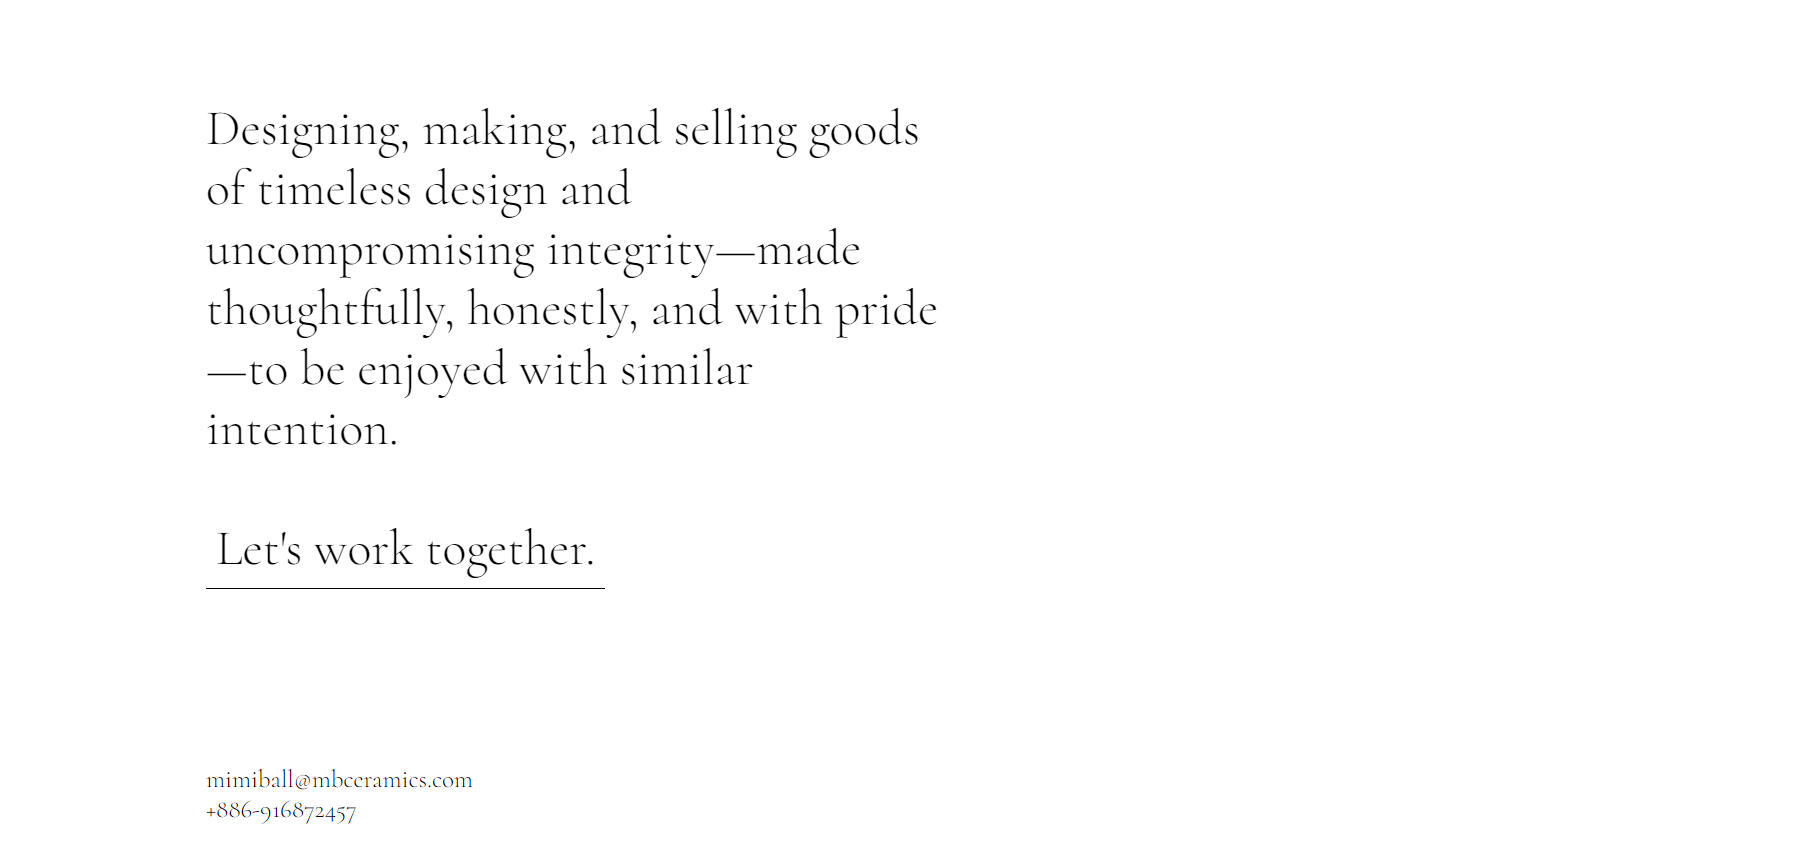 Designing, making, and selling goods
of timeless design and
uncompromising integrity—made
thoughtfully, honestly, and with pride
—to be enjoyed with similar
intention.
Let's work together.
mimiball@mbceramics.com
+886-916872457